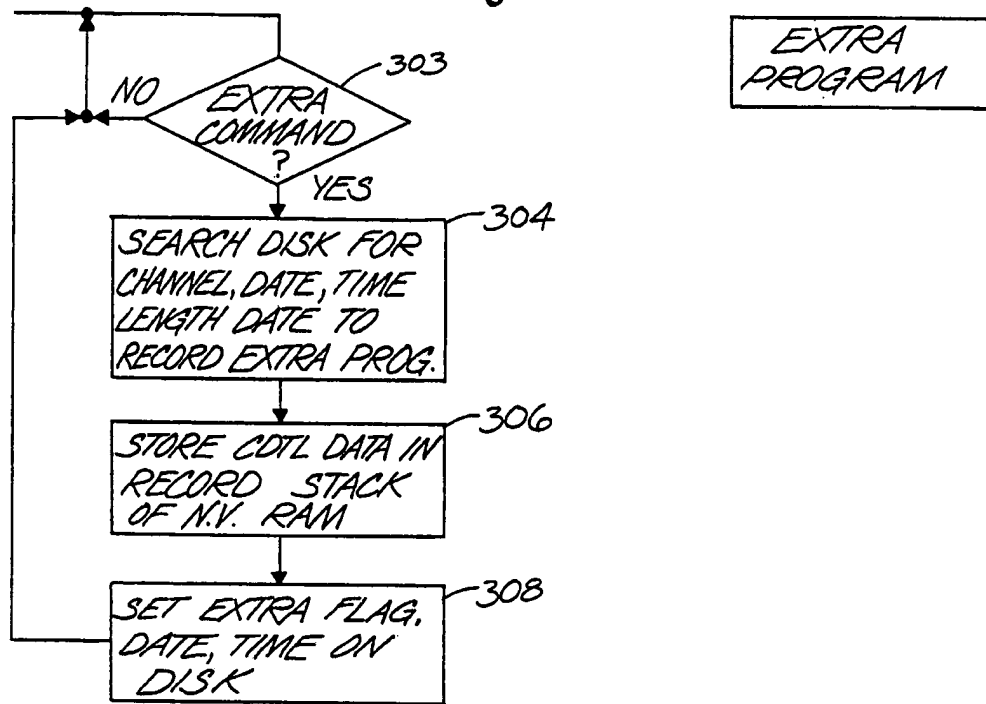 303
NO
EXTRA
COMMAND
?
YES
EXTRA
PROGRAM
304
SEARCH DISK FOR
CHANNEL, DATE, TIME
LENGTH DATE TO
RECORD EXTRA PROG.
306
STORE CDTL DATA IN
RECORD STACK
OF N.V. RAM
308
SET EXTRA FLAG.
DATE, TIME ON
DISK